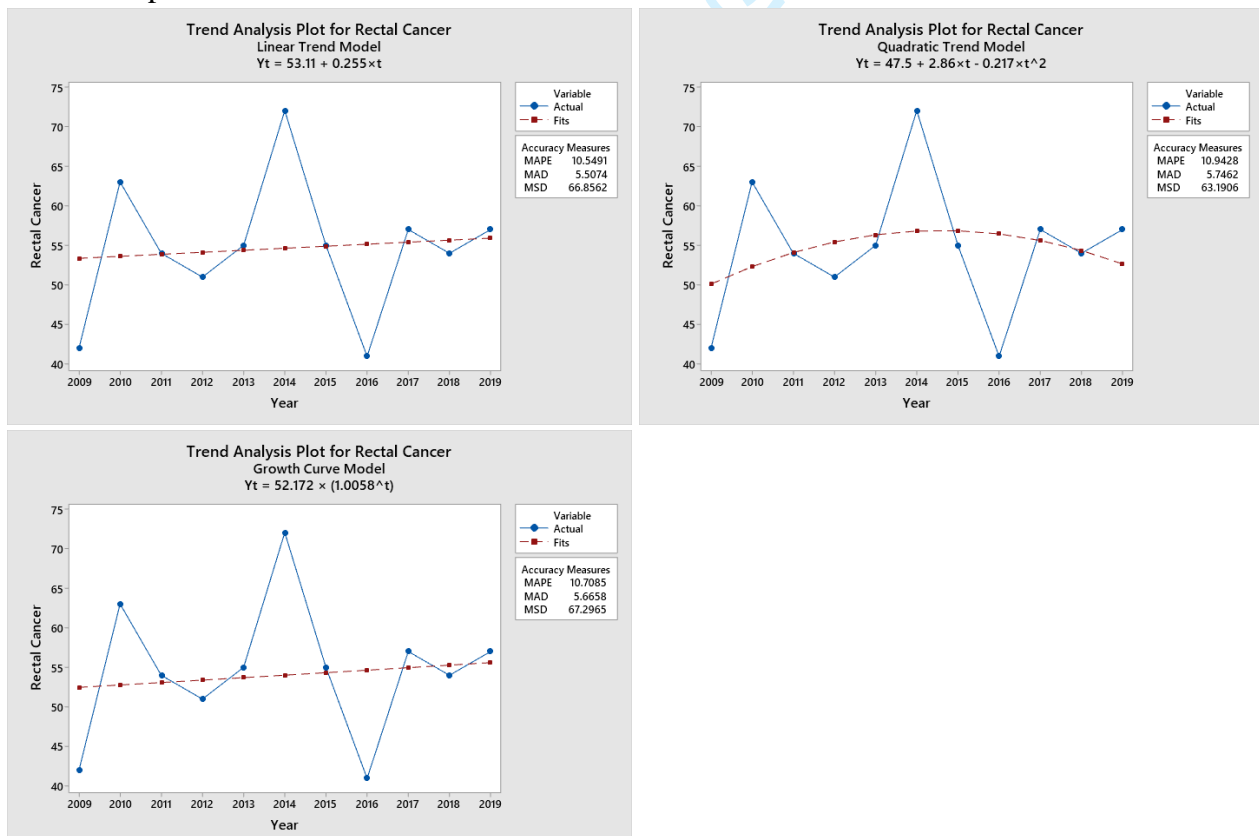 Trend Analysis Plot for Rectal Cancer
Linear Trend Model
Yt = 53.11 + 0.255×t
75
70
65
60
55
50
45
40
Rectal Cancer
2009 2010 2011 2012 2013 2014 2015 2016 2017 2018 2019
Year
Variable
Actual
Fits
Accuracy Measures
MAPE 10.5491
MAD 5.5074
MSD 66.8562
Trend Analysis Plot for Rectal Cancer
Quadratic Trend Model
Yt = 47.5 + 2.86×t - 0.217×t^2
75
70
65
60
55
50
45
40
Rectal Cancer
2009 2010 2011 2012 2013 2014 2015 2016 2017 2018 2019
Year
Variable
Actual
Fits
Accuracy Measures
MAPE 10.9428
MAD 5.7462
MSD 63.1906
Trend Analysis Plot for Rectal Cancer
Growth Curve Model
Yt = 52.172 × (1.0058^t)
75
70
65
60
55
50
45
40
Rectal Cancer
2009 2010 2011 2012 2013 2014 2015 2016 2017 2018 2019
Year
Variable
Actual
Fits
Accuracy Measures
MAPE 10.7085
MAD 5.6658
MSD 67.2965